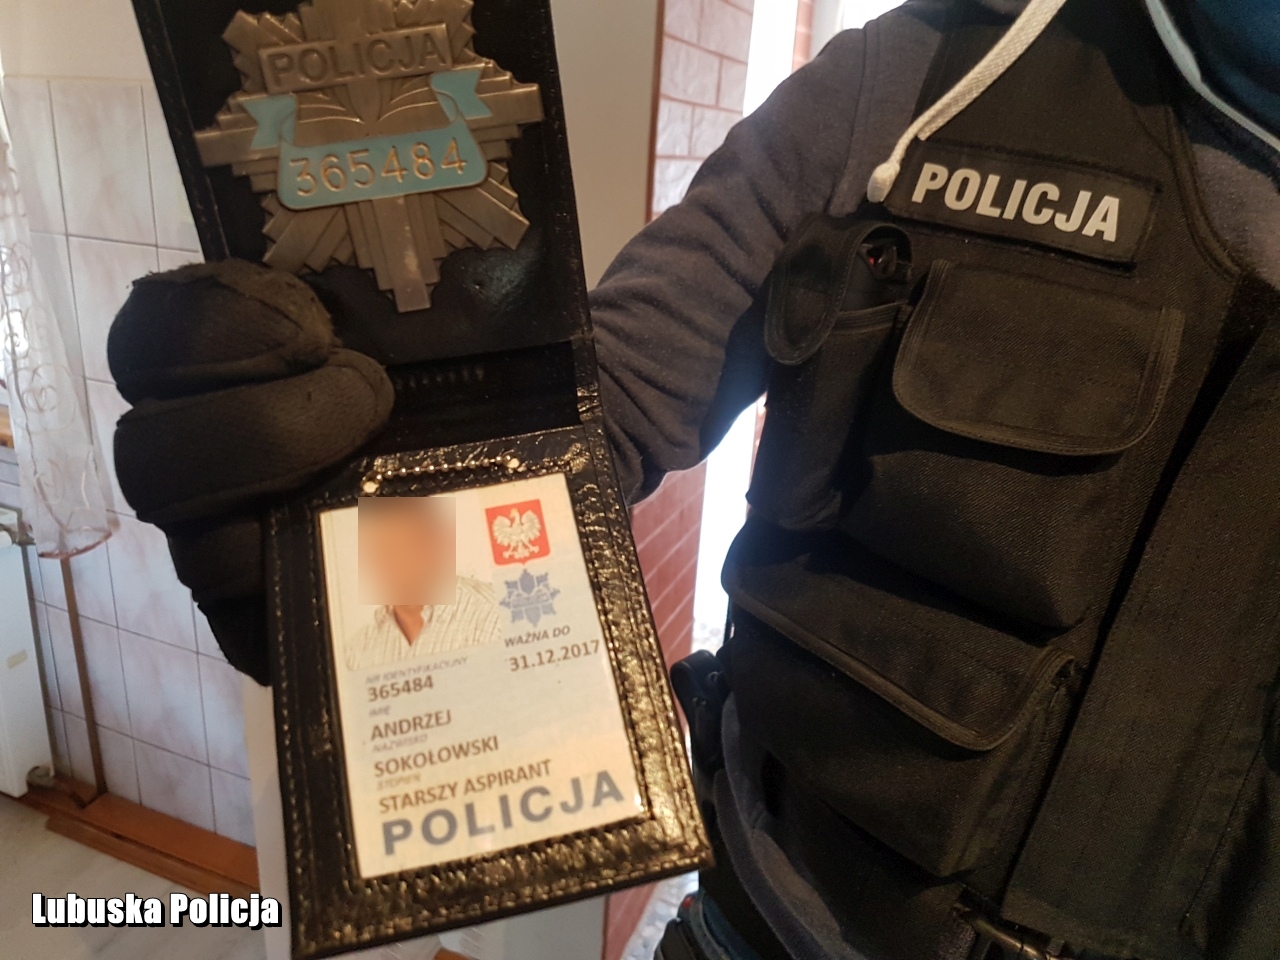 POLICJA
365484
POLICJA
WAŻNA DO
31.12.2017
NR IDENTYFIKACYJNY
365484
IMIĘ
ANDRZEJ
NAZWISKO
SOKOŁOWSKI
STOPIEŃ
STARSZY ASPIRANT
POLICJA
Lubuska Policja